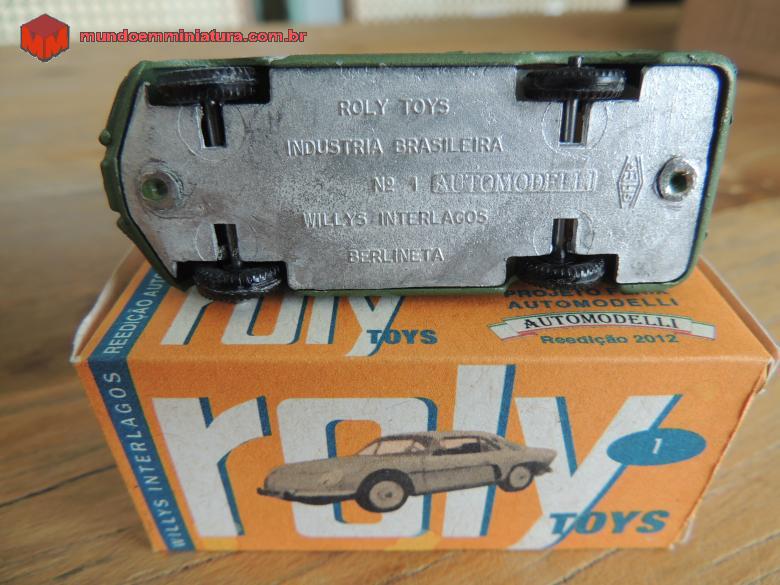 mundoemminiatura.com.br
ROLY TOYS
INDUSTRIA BRASILEIRA
Nº 1 AUTOMODELLI
WILLYS INTERLAGOS
BERLINETA
roly TOYS
AUTOMODELLI
AUTOMODELLI
Reedição 2012
WILLYS INTERLAGOS REEDIÇÃO
roly TOYS
1